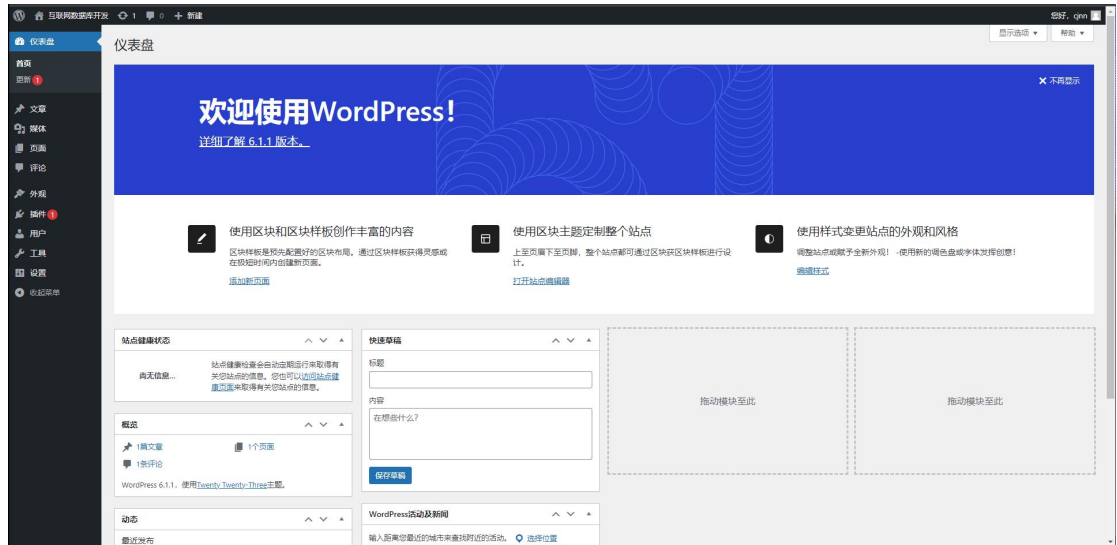 互联网数据库开发 1 0 新建 您好, qinn
仪表盘
首页
更新 1
文章
媒体
页面
评论
外观
插件 1
用户
工具
设置
收起菜单
显示选项 帮助
仪表盘
不再显示
欢迎使用WordPress!
详细了解 6.1.1 版本。
使用区块和区块样板创作丰富的内容
区块样板是预先配置好的区块布局。通过区块样板获得灵感或
在极短时间内创建新页面。
添加新页面
使用区块主题定制整个站点
上至页眉下至页脚,整个站点都可通过区块获区块样板进行设
计。
打开站点编辑器
使用样式变更站点的外观和风格
调整站点或赋予全新外观! -使用新的调色盘或字体发挥创意!
编辑样式
站点健康状态
尚无信息...
站点健康检查会自动定期运行来取得有
关您站点的信息。您也可以访问站点健
康页面来取得有关您站点的信息。
概览
1篇文章 1个页面
1条评论
WordPress 6.1.1,使用Twenty Twenty-Three主题。
动态
最近发布
快速草稿
标题
内容
在想些什么?
保存草稿
WordPress活动及新闻
输入距离您最近的城市来查找附近的活动。 选择位置
拖动模块至此
拖动模块至此